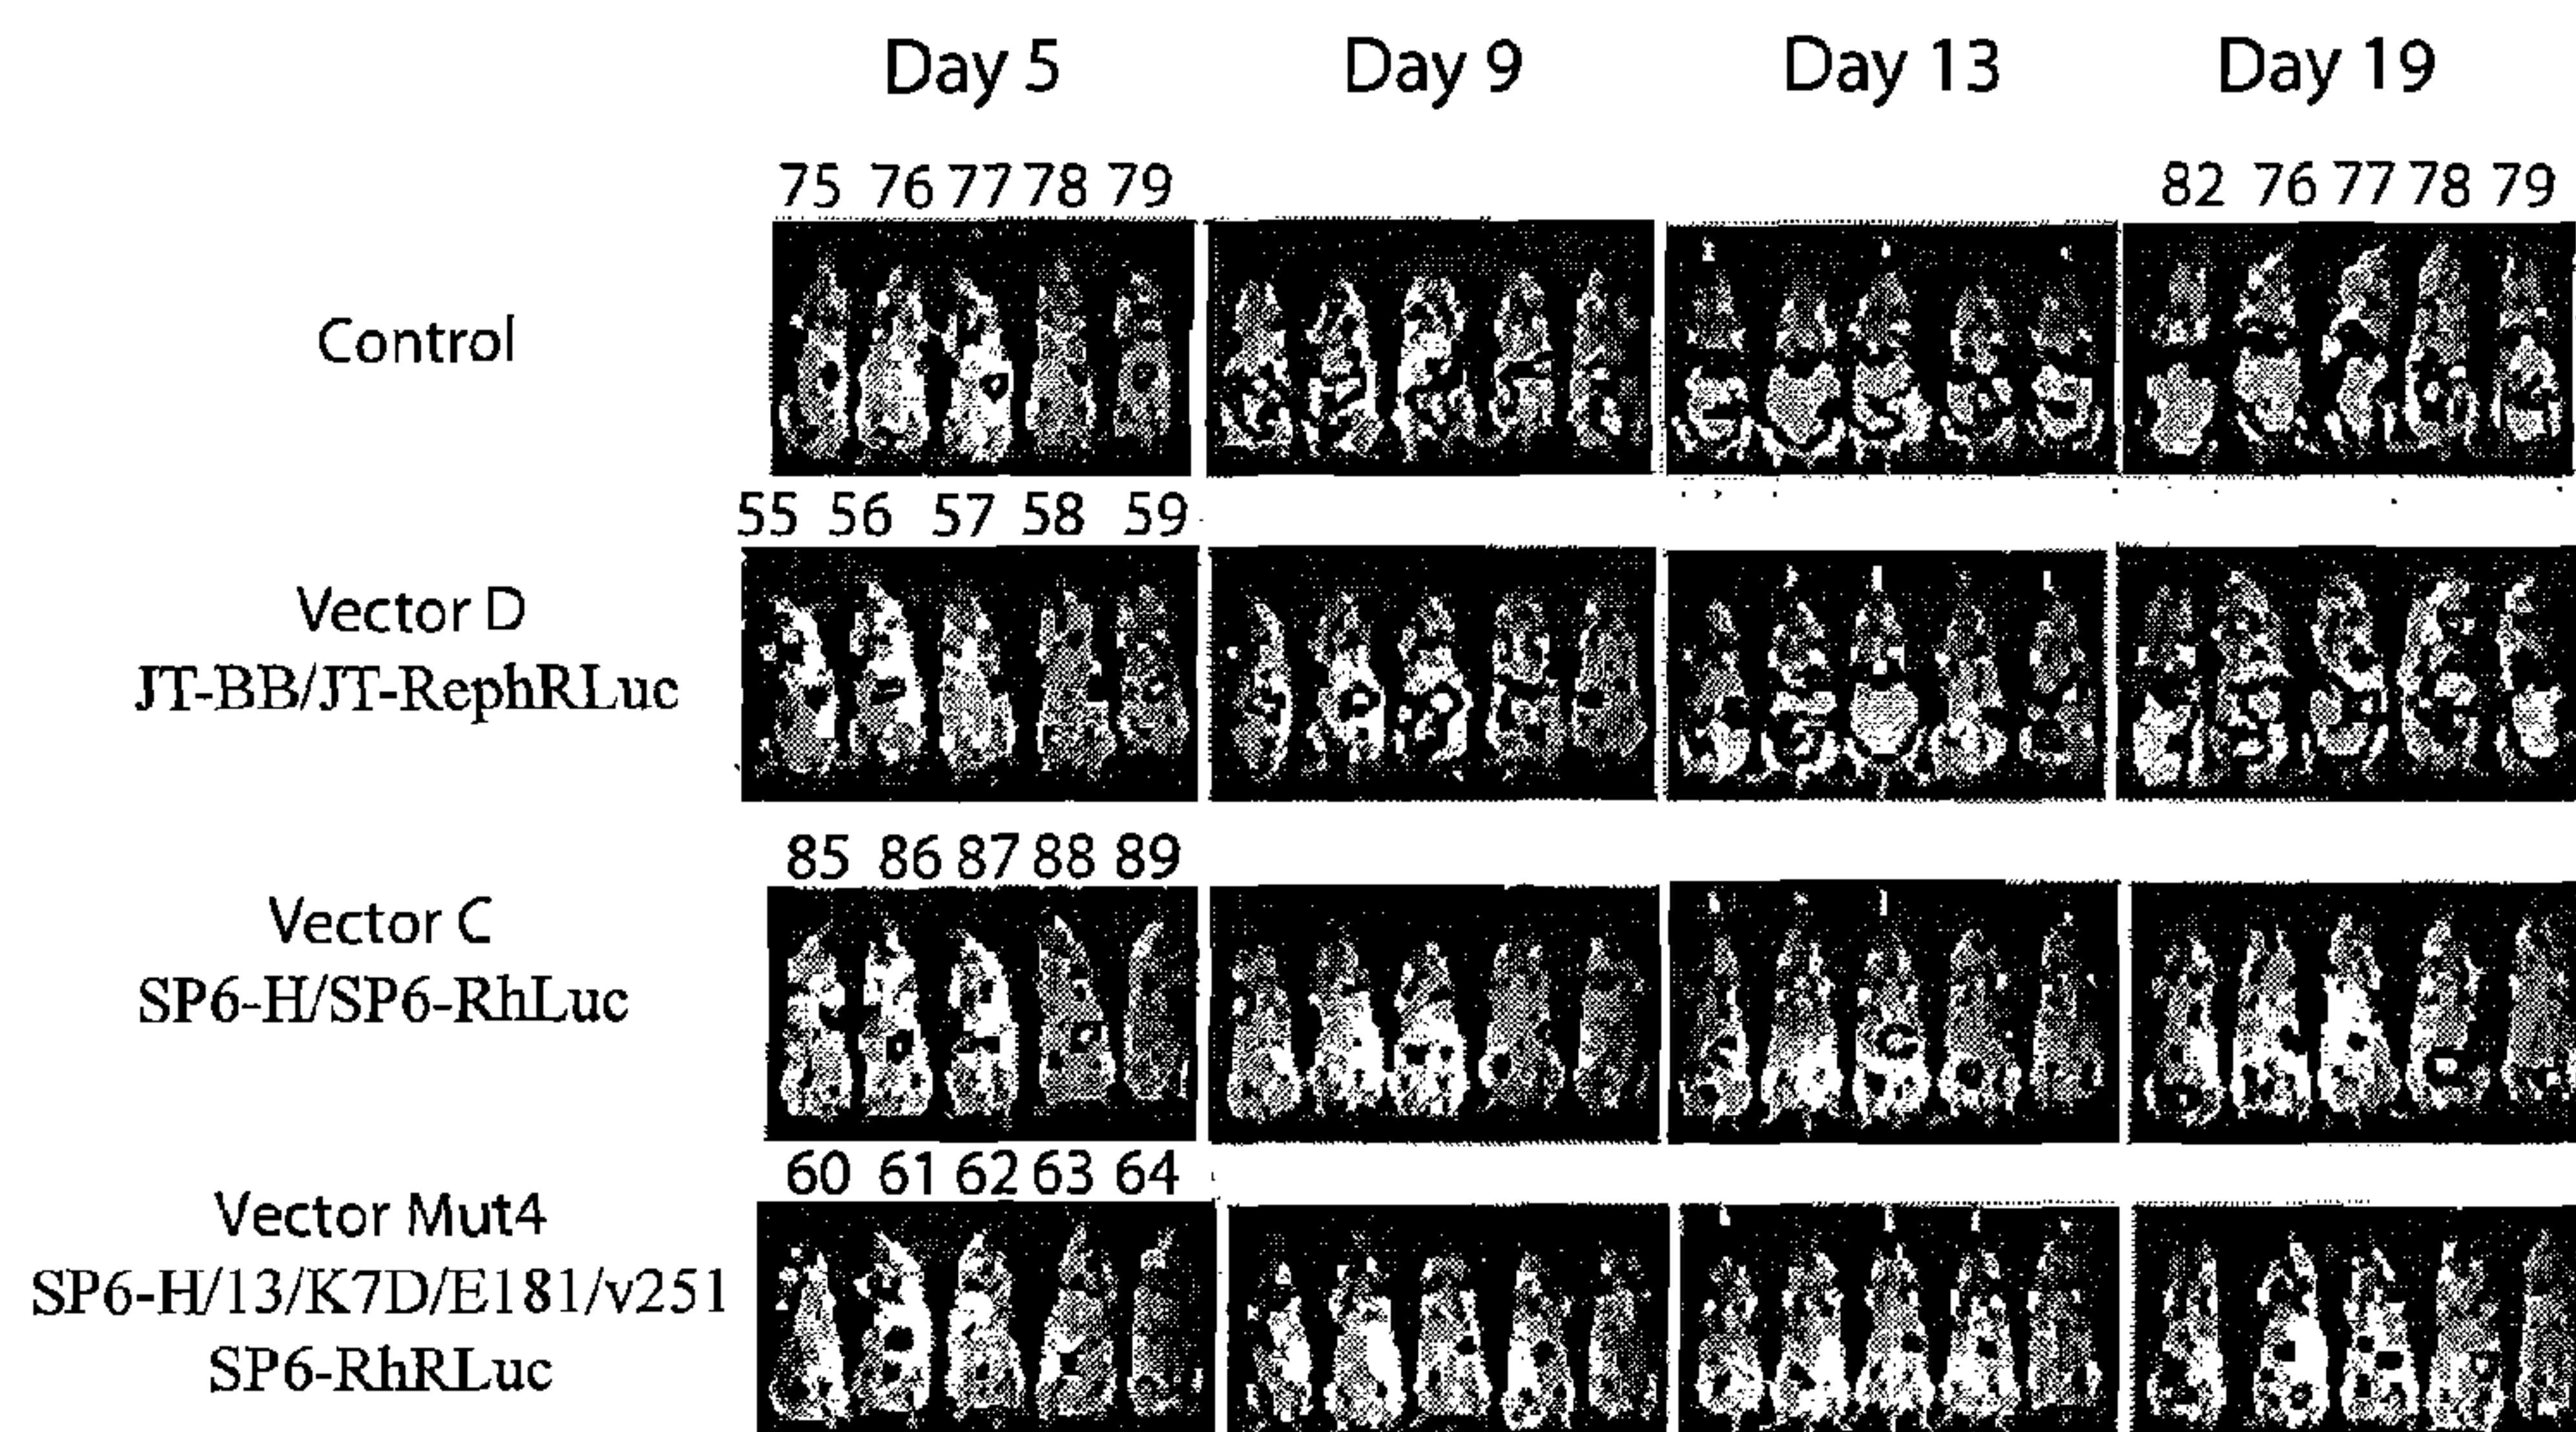 Day 5 Day 9 Day 13 Day 19
75 76 77 78 79 82 76 77 78 79
Control
55 56 57 58 59
Vector D
JT-BB/JT-RephRLuc
85 86 87 88 89
Vector C
SP6-H/SP6-RhLuc
60 61 62 63 64
Vector Mut4
SP6-H/13/K7D/E181/v251
SP6-RhRLuc